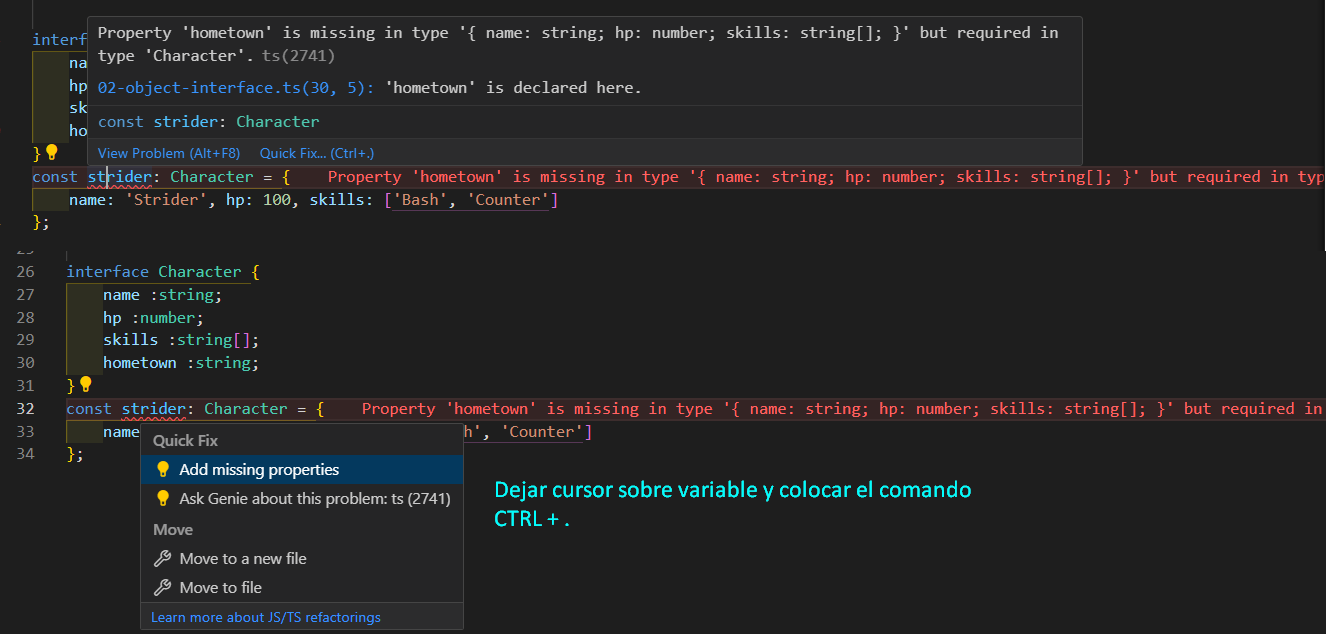 Property 'hometown' is missing in type '{ name: string; hp: number; skills: string[]; }' but required in
interf
type 'Character'. ts(2741)
na
hp
02-object-interface.ts(30, 5): 'hometown' is declared here.
sk
const strider: Character
ho
} View Problem (Alt+F8) Quick Fix... (Ctrl+.)
const strider: Character = { Property 'hometown' is missing in type '{ name: string; hp: number; skills: string[]; }' but required in typ
name: 'Strider', hp: 100, skills: ['Bash', 'Counter']
};
26 interface Character {
27 name :string;
28 hp :number;
29 skills :string[];
30 hometown :string;
31 }
32 const strider: Character = { Property 'hometown' is missing in type '{ name: string; hp: number; skills: string[]; }' but required in
33 name h', 'Counter']
34 };
Quick Fix
Add missing properties
Ask Genie about this problem: ts (2741)
Move
Move to a new file
Move to file
Learn more about JS/TS refactorings
Dejar cursor sobre variable y colocar el comando
CTRL + .